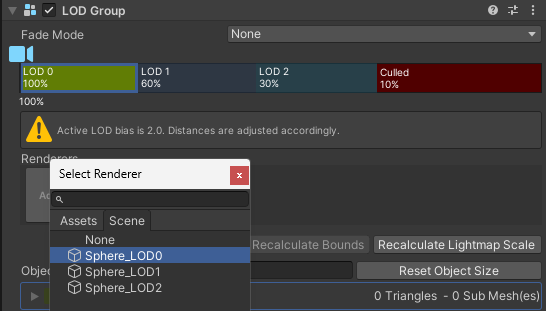 LOD Group
Fade Mode None
LOD 0 LOD 1 LOD 2 Culled
100% 60% 30% 10%
100%
Active LOD bias is 2.0. Distances are adjusted accordingly.
Renderers
Select Renderer
Assets Scene
None
Sphere_LOD0
Sphere_LOD1
Sphere_LOD2
Recalculate Bounds Recalculate Lightmap Scale
Reset Object Size
0 Triangles - 0 Sub Mesh(es)